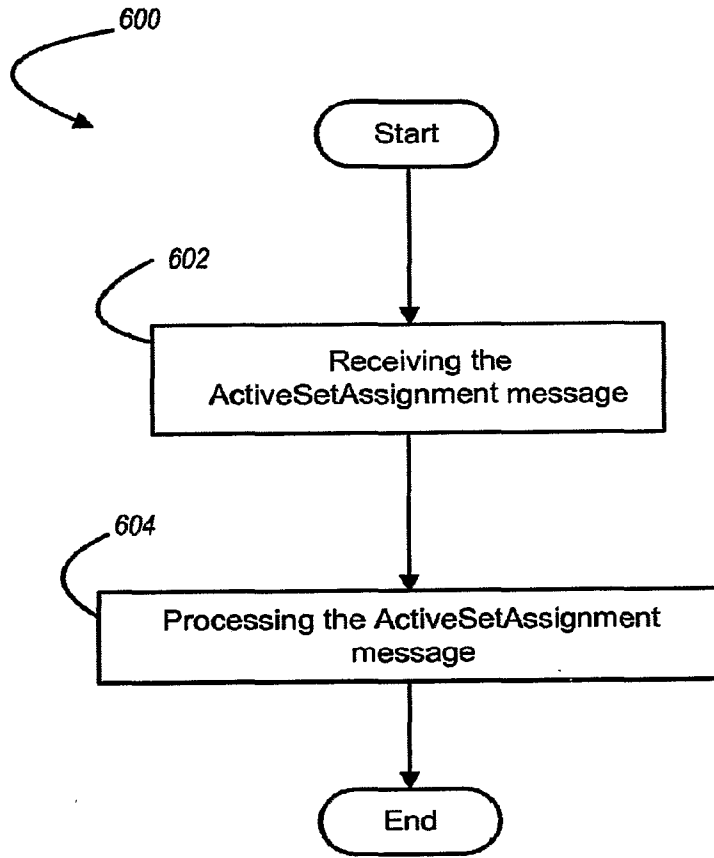 600
Start
602
Receiving the
ActiveSetAssignment message
604
Processing the ActiveSetAssignment
message
End